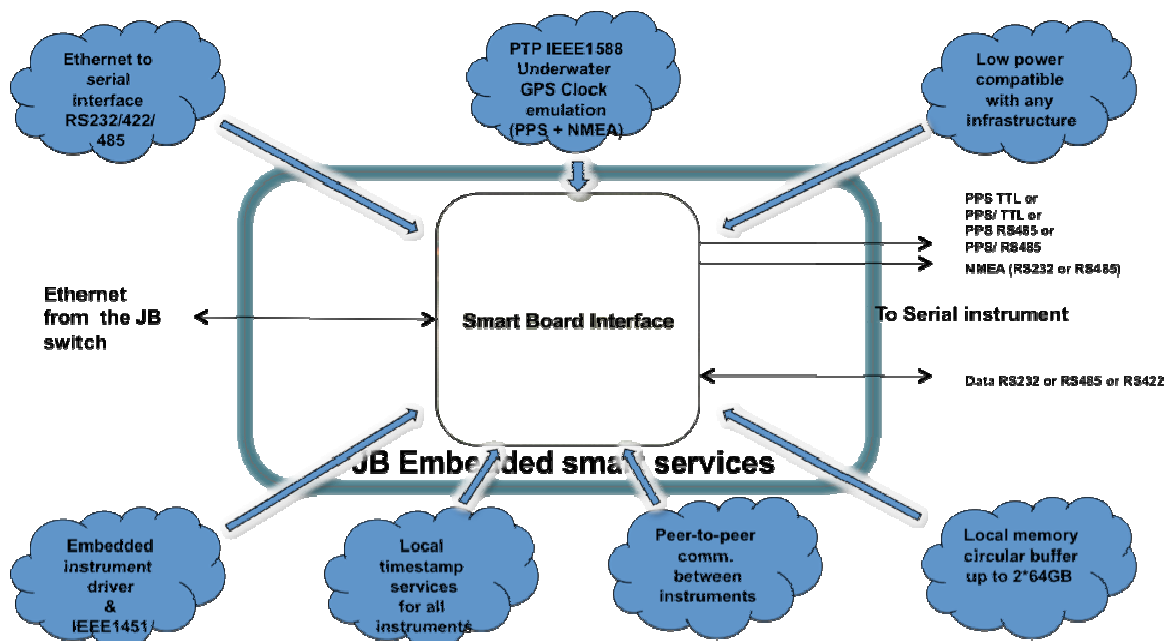 Ethernet to
serial
interface
RS232/422/
485
PTP IEEE1588
Underwater
GPS Clock
emulation
(PPS + NMEA)
Low power
compatible
with any
infrastructure
PPS TTL or
PPS/ TTL or
PPS RS485 or
PPS/ RS485
NMEA (RS232 or RS485)
Ethernet
from the JB
switch
Smart Board Interface
To Serial instrument
Data RS232 or RS485 or RS422
JB Embedded smart services
Embedded
instrument
driver
&
IEEE1451
Local
timestamp
services
for all
instruments
Peer-to-peer
comm.
between
instruments
Local memory
circular buffer
up to 2*64GB